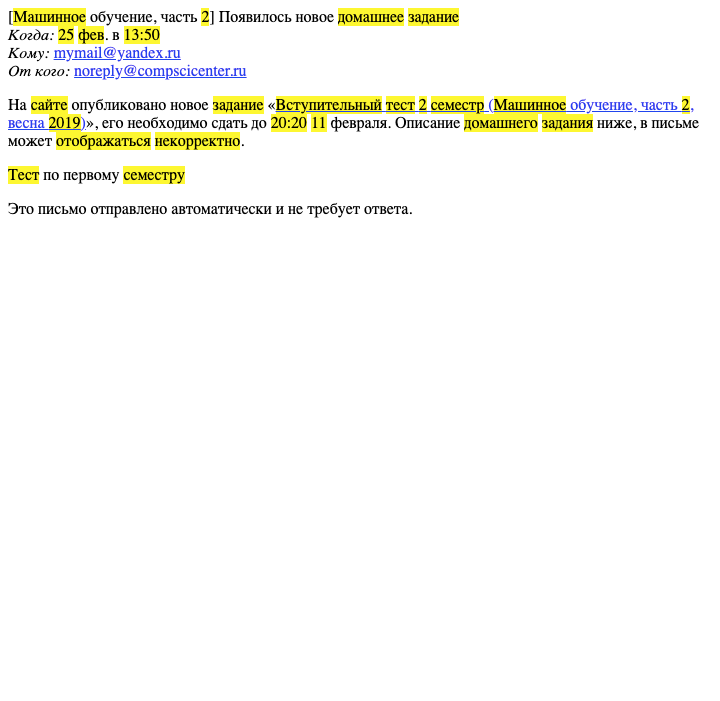 [Машинное обучение, часть 2] Появилось новое домашнее задание
Когда: 25 фев. в 13:50
Кому: mymail@yandex.ru
От кого: noreply@compscicenter.ru
На сайте опубликовано новое задание «Вступительный тест 2 семестр (Машинное обучение, часть 2,
весна 2019)», его необходимо сдать до 20:20 11 февраля. Описание домашнего задания ниже, в письме
может отображаться некорректно.
Тест по первому семестру
Это письмо отправлено автоматически и не требует ответа.